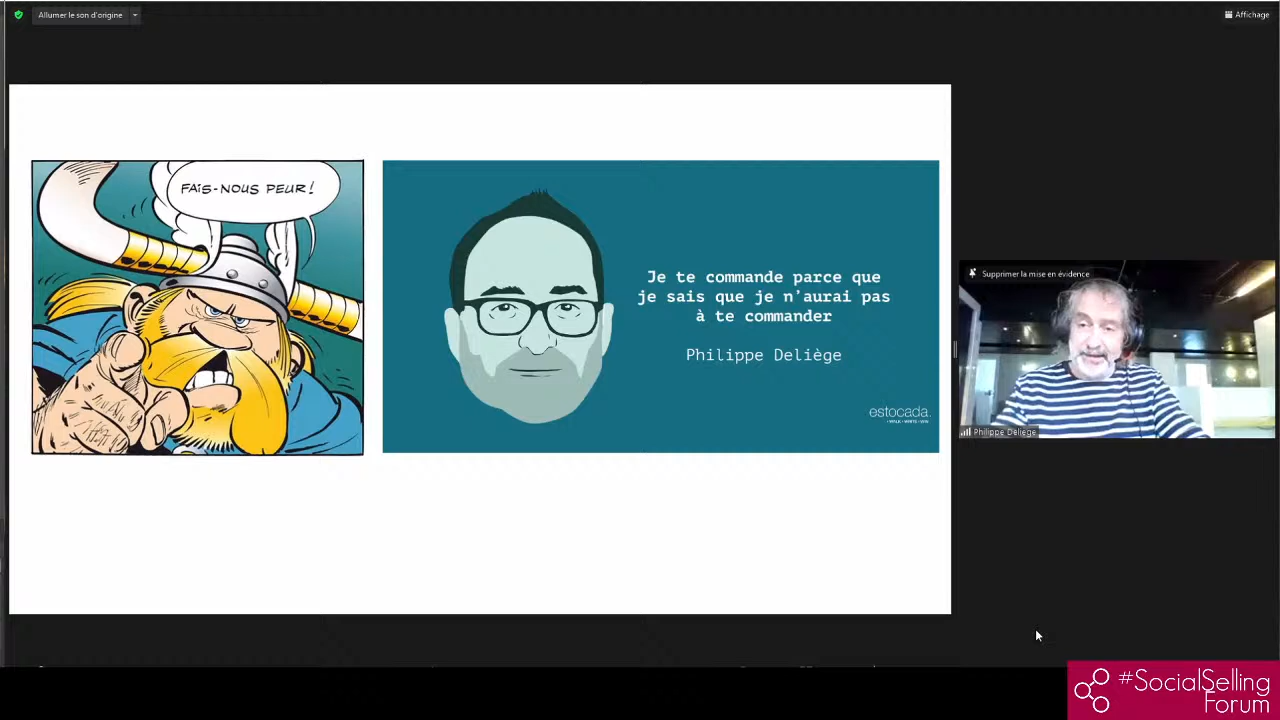 Allumer le son d'origine
Affichage
FAIS-NOUS PEUR!
Je te commande parce que
je sais que je n'aurai pas
à te commander
Philippe Deliège
estocada.
Supprimer la mise en évidence
Philippe Deliège
#SocialSelling
Forum